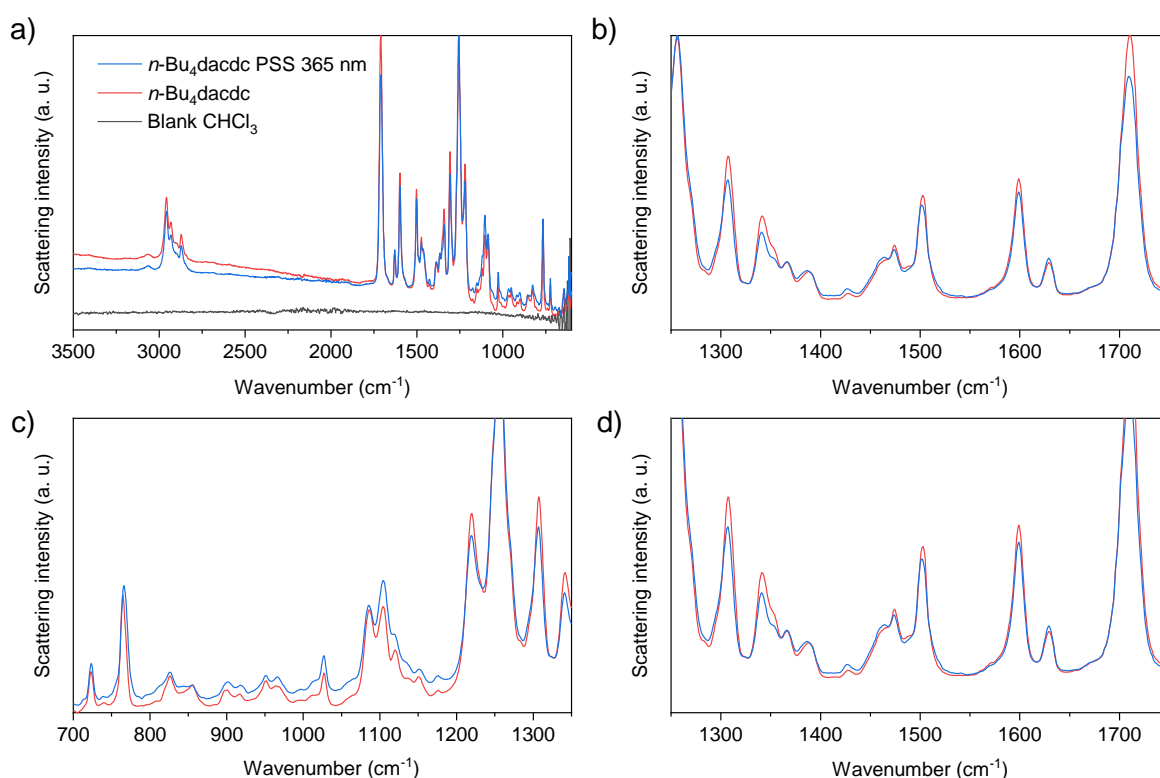 a)
n-Bu₄dacdc PSS 365 nm
n-Bu₄dacdc
Blank CHCl₃
Scattering intensity (a. u.)
3500 3000 2500 2000 1500 1000
Wavenumber (cm⁻¹)
b)
Scattering intensity (a. u.)
1300 1400 1500 1600 1700
Wavenumber (cm⁻¹)
c)
Scattering intensity (a. u.)
700 800 900 1000 1100 1200 1300
Wavenumber (cm⁻¹)
d)
Scattering intensity (a. u.)
1300 1400 1500 1600 1700
Wavenumber (cm⁻¹)